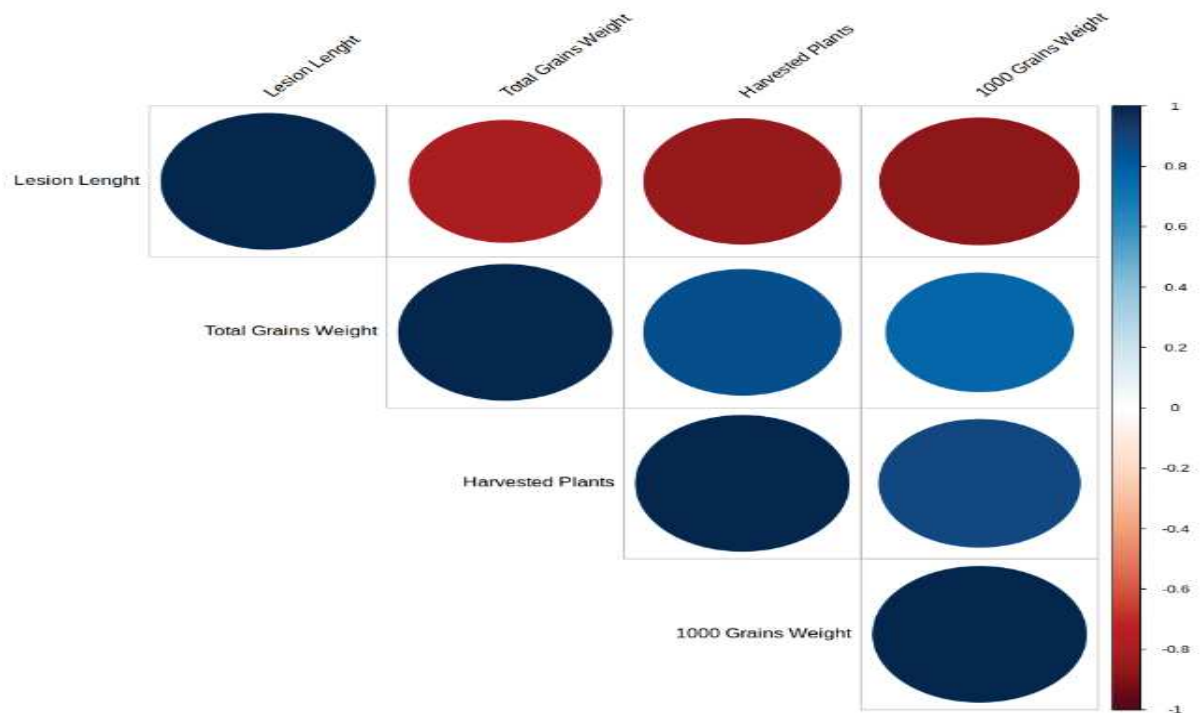 Lesion Lenght
Total Grains Weight
Harvested Plants
1000 Grains Weight
Lesion Lenght
Total Grains Weight
Harvested Plants
1000 Grains Weight
1
0.8
0.6
0.4
0.2
0
-0.2
-0.4
-0.6
-0.8
-1